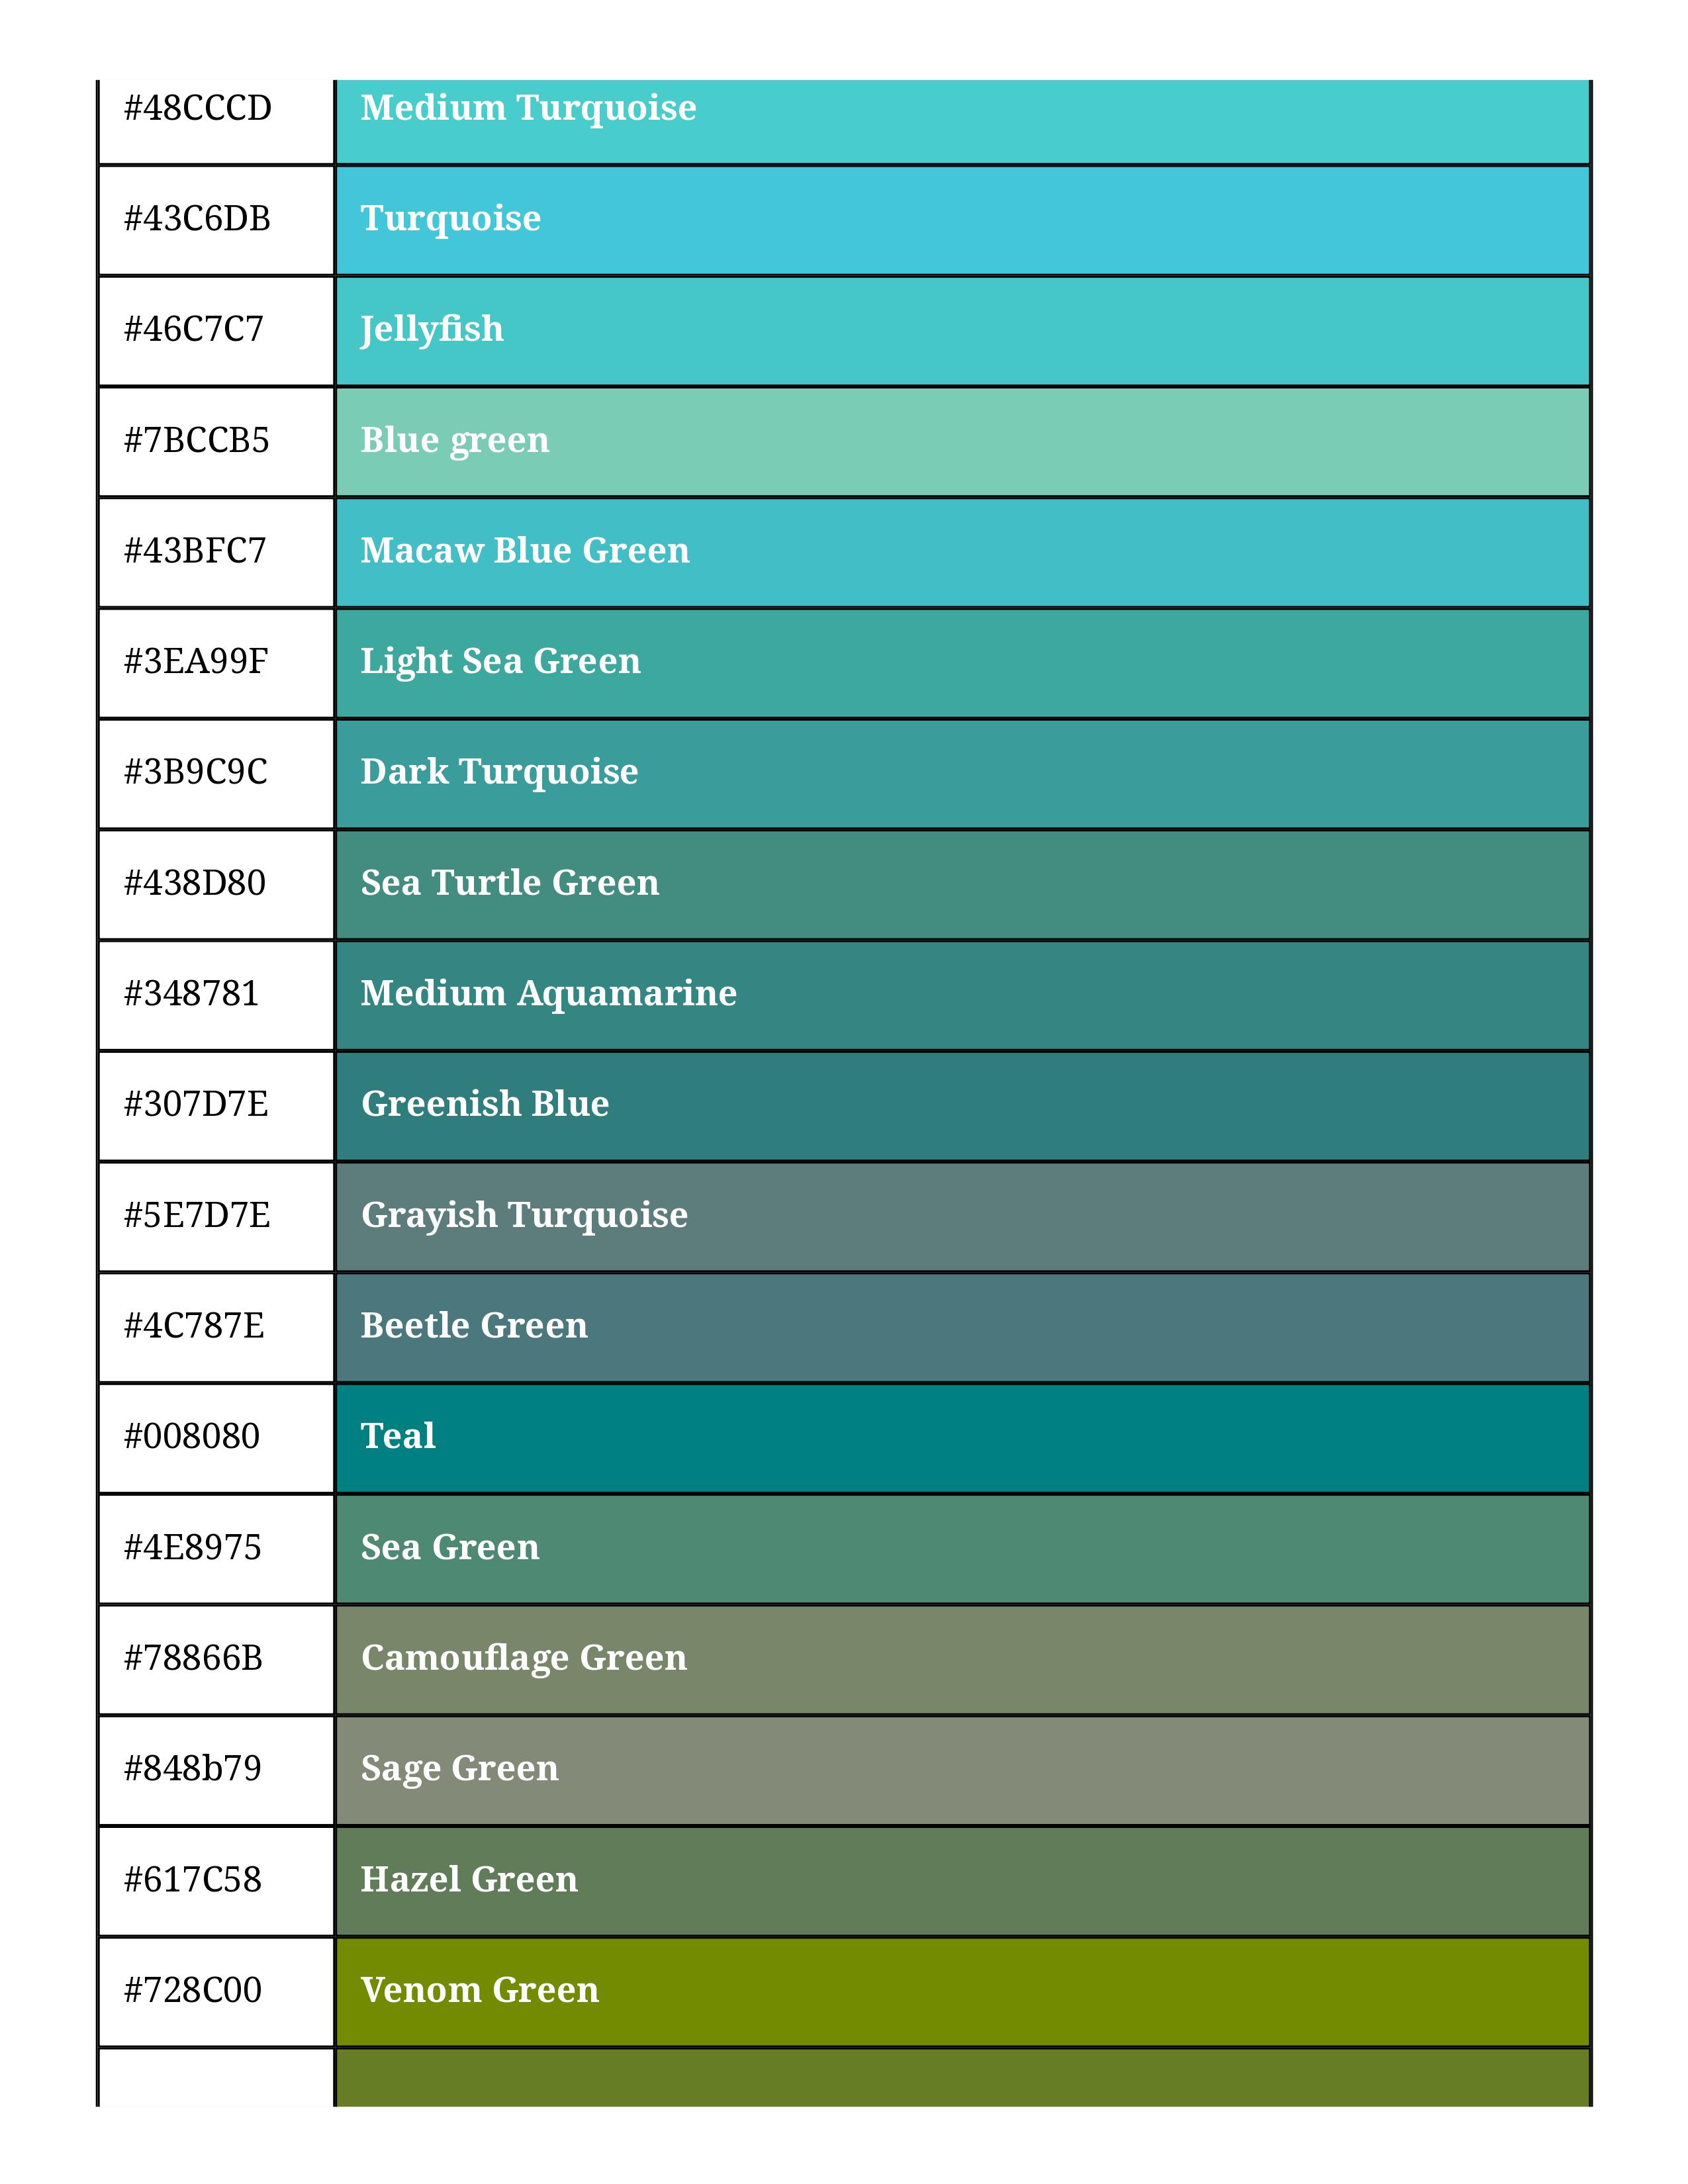 #48CCCD Medium Turquoise
#43C6DB Turquoise
#46C7C7 Jellyfish
#7BCCB5 Blue green
#43BFC7 Macaw Blue Green
#3EA99F Light Sea Green
#3B9C9C Dark Turquoise
#438D80 Sea Turtle Green
#348781 Medium Aquamarine
#307D7E Greenish Blue
#5E7D7E Grayish Turquoise
#4C787E Beetle Green
#008080 Teal
#4E8975 Sea Green
#78866B Camouflage Green
#848b79 Sage Green
#617C58 Hazel Green
#728C00 Venom Green